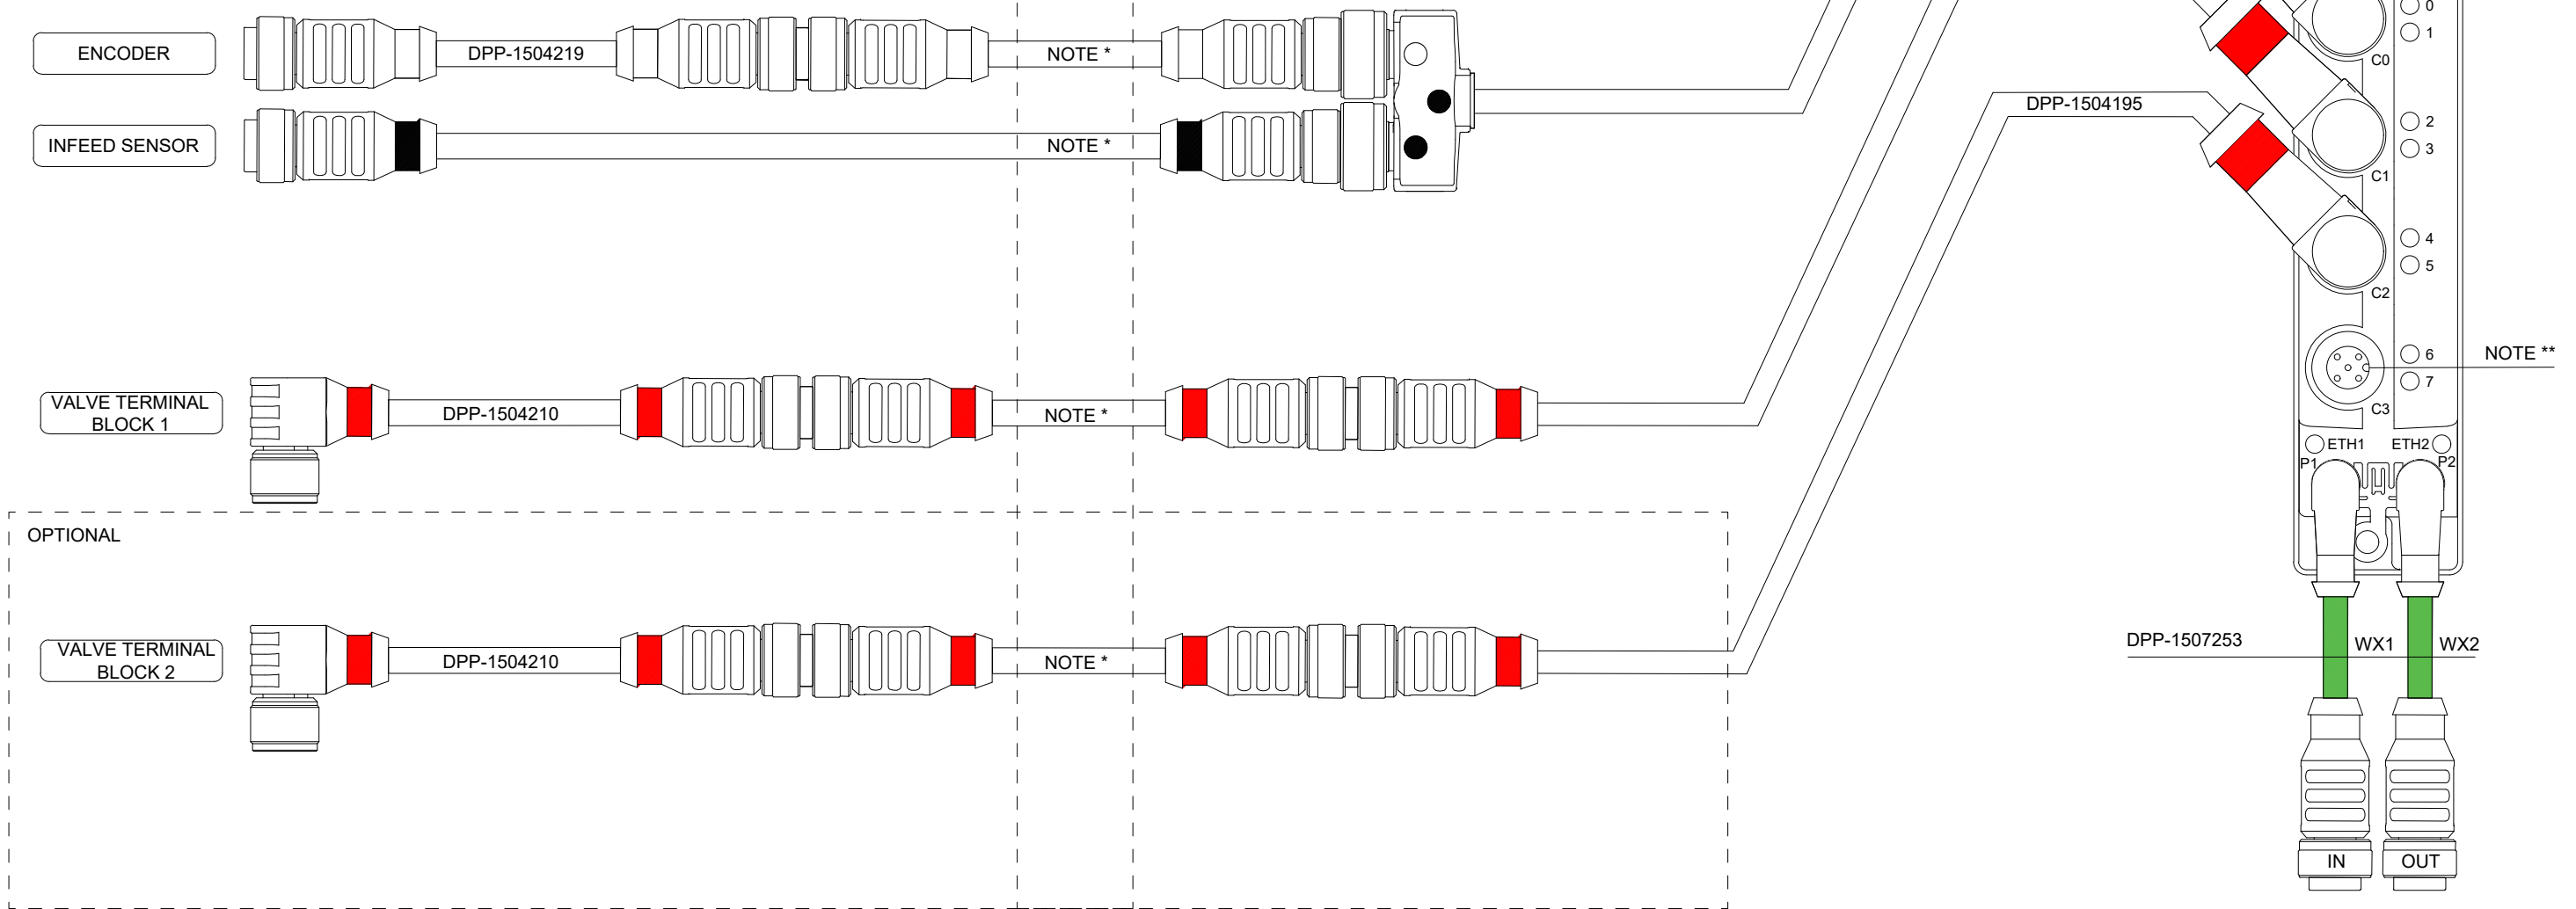 ENCODER
DPP-1504219
NOTE *
INFEED SENSOR
NOTE *
VALVE TERMINAL
BLOCK 1
DPP-1504210
NOTE *
OPTIONAL
VALVE TERMINAL
BLOCK 2
DPP-1504210
NOTE *
DPP-1504195
0
1
C0
2
3
C1
4
5
C2
6
7
C3
NOTE **
ETH1
ETH2
P1
P2
DPP-1507253
WX1
WX2
IN
OUT